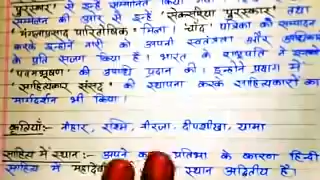 पुरस्कार" से इन्हें सम्मानित किया गया
सम्मेलन की ओर से इन्हें "सेकसरिया पुरस्कार" तथा
"मंगलाप्रसाद पारितोषिक" मिला। 'चाँद' पत्रिका का सम्पादन
करके इन्होंने नारी को अपनी स्वतंत्रता और अधिकारों
के प्रति सजग किया है। भारत के राष्ट्रपति ने इनको
'पद्मभूषण' की उपाधि प्रदान की। इन्होंने प्रयाग में
'साहित्यकार संसद' की स्थापना करके साहित्यकारों का
मार्गदर्शन भी किया।
कृतियाँ:- नीहार, रश्मि, नीरजा, दीपशीखा, यामा
साहित्य में स्थान:- अपने प्रतिभा के कारण हिन्दी
साहित्य में महादेवी स्थान अद्वितीय है।